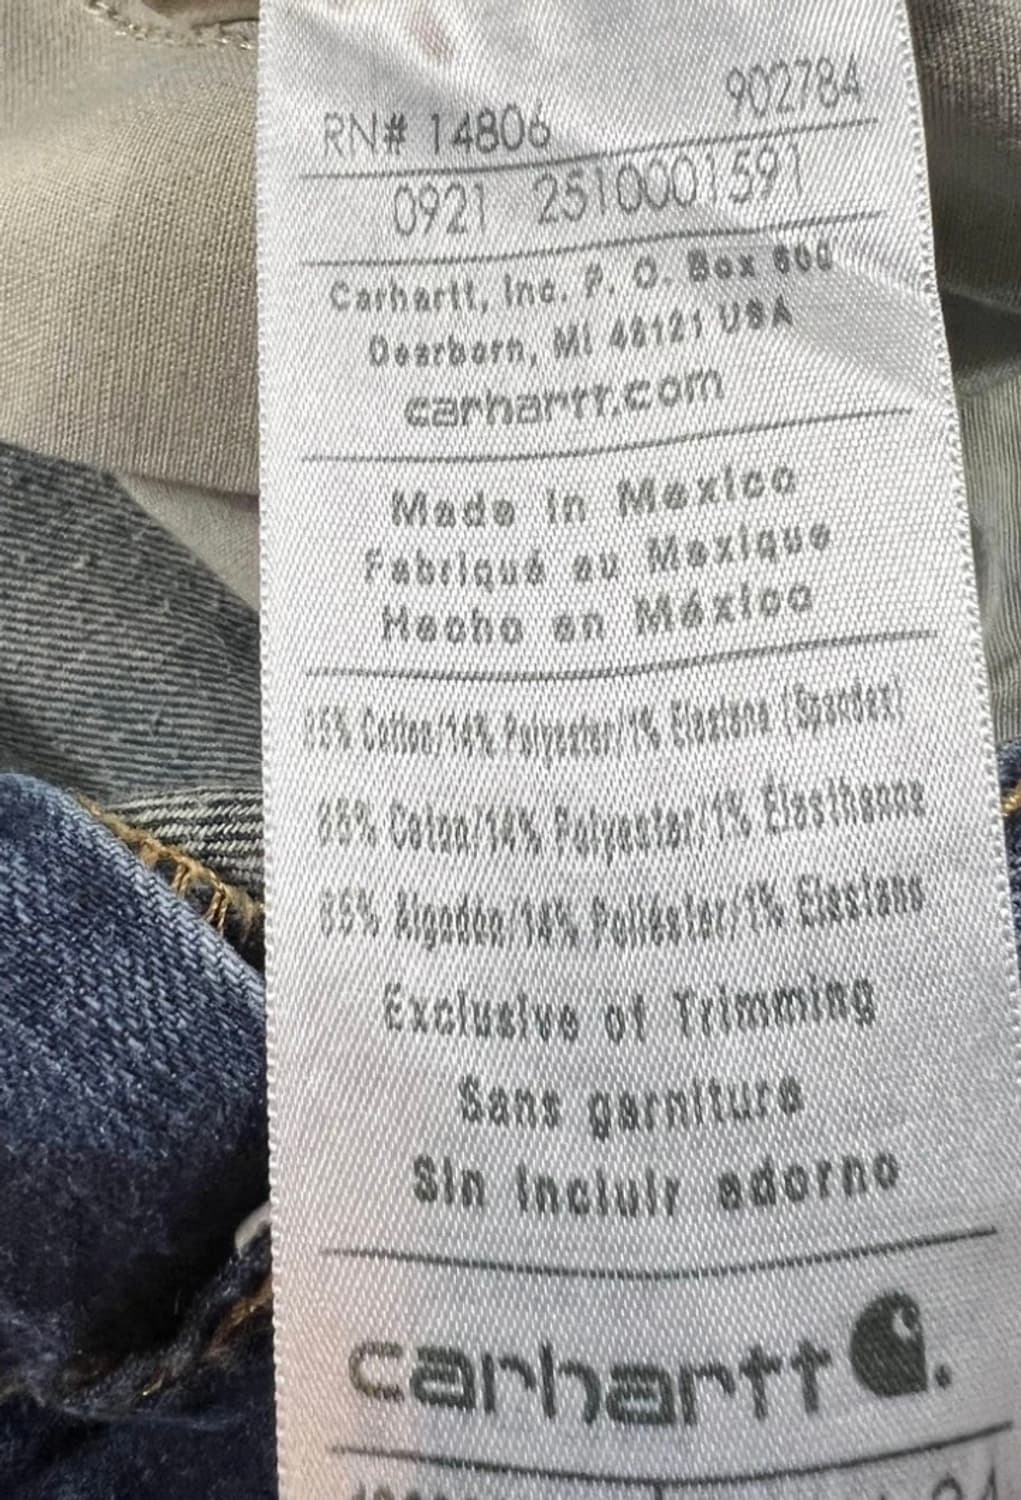 RN# 14806 902784
0921 2510001591
Carhartt, Inc. P. O. Box 600
Dearborn, MI 48121 USA
carhartt.com
Made in Mexico
Fabriqué au Mexique
Hecho en México
85% Cotton/14% Polyester/1% Elastane (Spandex)
85% Coton/14% Polyester/1% Élasthanne
85% Algodón/14% Poliéster/1% Elastano
Exclusive of Trimming
Sans garniture
Sin incluir adorno
carhartt